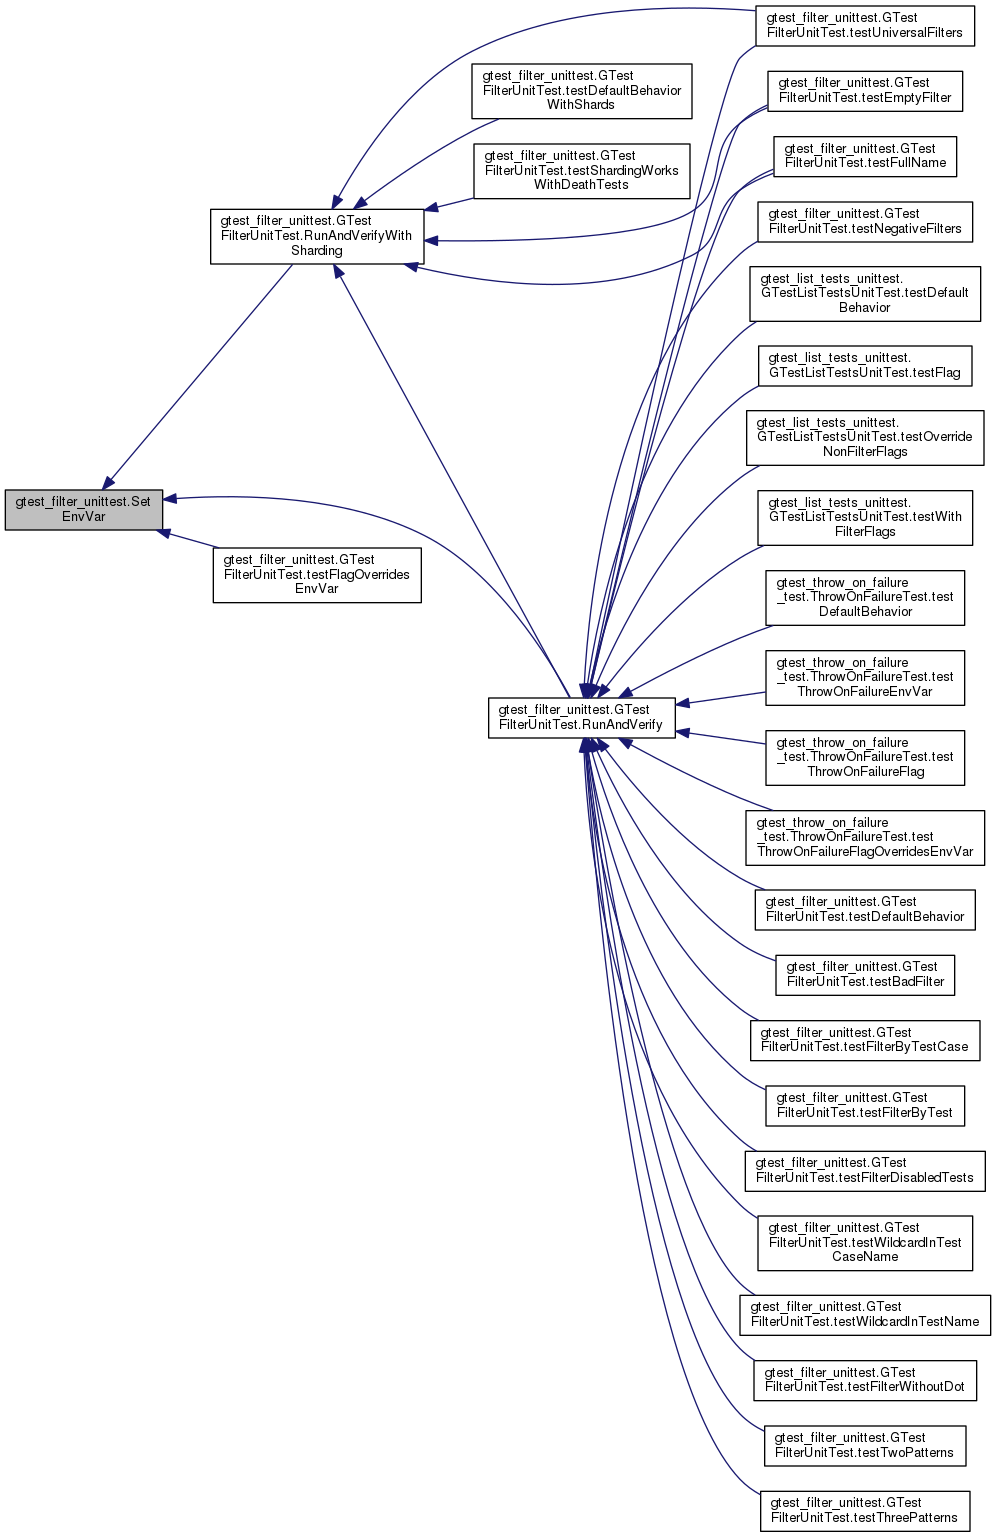 gtest_filter_unittest.GTest
FilterUnitTest.testUniversalFilters
gtest_filter_unittest.GTest
FilterUnitTest.testDefaultBehavior
WithShards
gtest_filter_unittest.GTest
FilterUnitTest.testEmptyFilter
gtest_filter_unittest.GTest
FilterUnitTest.testShardingWorks
WithDeathTests
gtest_filter_unittest.GTest
FilterUnitTest.testFullName
gtest_filter_unittest.GTest
FilterUnitTest.RunAndVerifyWith
Sharding
gtest_filter_unittest.GTest
FilterUnitTest.testNegativeFilters
gtest_list_tests_unittest.
GTestListTestsUnitTest.testDefault
Behavior
gtest_list_tests_unittest.
GTestListTestsUnitTest.testFlag
gtest_list_tests_unittest.
GTestListTestsUnitTest.testOverride
NonFilterFlags
gtest_filter_unittest.Set
EnvVar
gtest_list_tests_unittest.
GTestListTestsUnitTest.testWith
FilterFlags
gtest_filter_unittest.GTest
FilterUnitTest.testFlagOverrides
EnvVar
gtest_throw_on_failure
_test.ThrowOnFailureTest.test
DefaultBehavior
gtest_throw_on_failure
_test.ThrowOnFailureTest.test
ThrowOnFailureEnvVar
gtest_filter_unittest.GTest
FilterUnitTest.RunAndVerify
gtest_throw_on_failure
_test.ThrowOnFailureTest.test
ThrowOnFailureFlag
gtest_throw_on_failure
_test.ThrowOnFailureTest.test
ThrowOnFailureFlagOverridesEnvVar
gtest_filter_unittest.GTest
FilterUnitTest.testDefaultBehavior
gtest_filter_unittest.GTest
FilterUnitTest.testBadFilter
gtest_filter_unittest.GTest
FilterUnitTest.testFilterByTestCase
gtest_filter_unittest.GTest
FilterUnitTest.testFilterByTest
gtest_filter_unittest.GTest
FilterUnitTest.testFilterDisabledTests
gtest_filter_unittest.GTest
FilterUnitTest.testWildcardInTest
CaseName
gtest_filter_unittest.GTest
FilterUnitTest.testWildcardInTestName
gtest_filter_unittest.GTest
FilterUnitTest.testFilterWithoutDot
gtest_filter_unittest.GTest
FilterUnitTest.testTwoPatterns
gtest_filter_unittest.GTest
FilterUnitTest.testThreePatterns